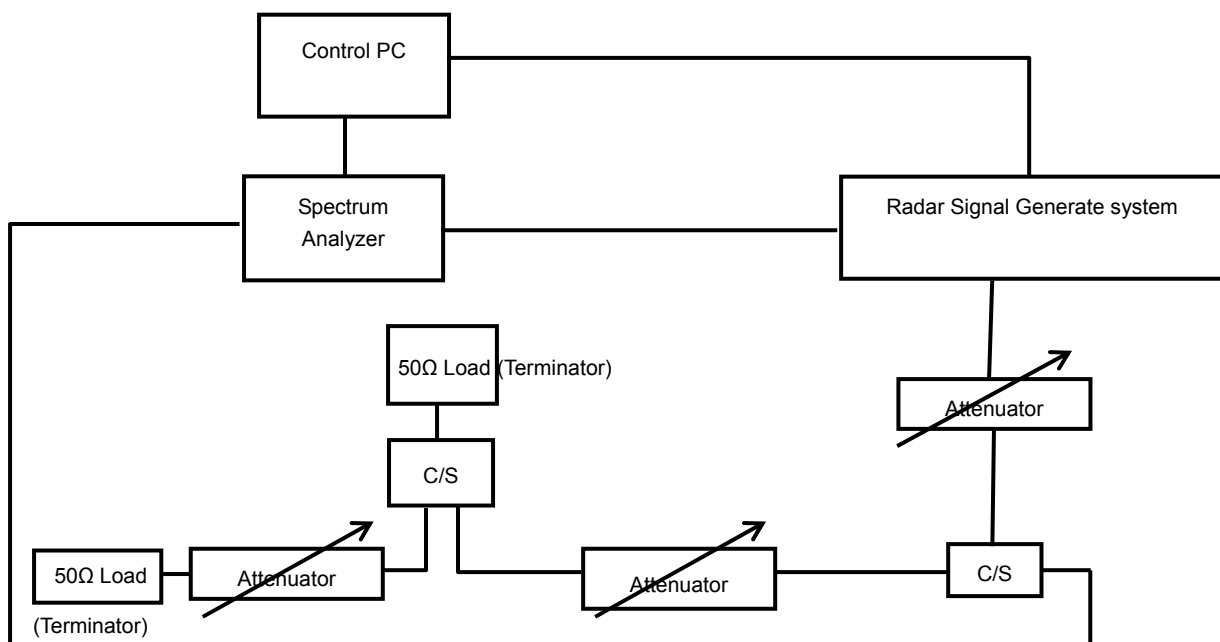 Control PC
Spectrum
Analyzer
Radar Signal Generate system
50Ω Load (Terminator)
Attenuator
C/S
50Ω Load
(Terminator)
Attenuator
Attenuator
C/S